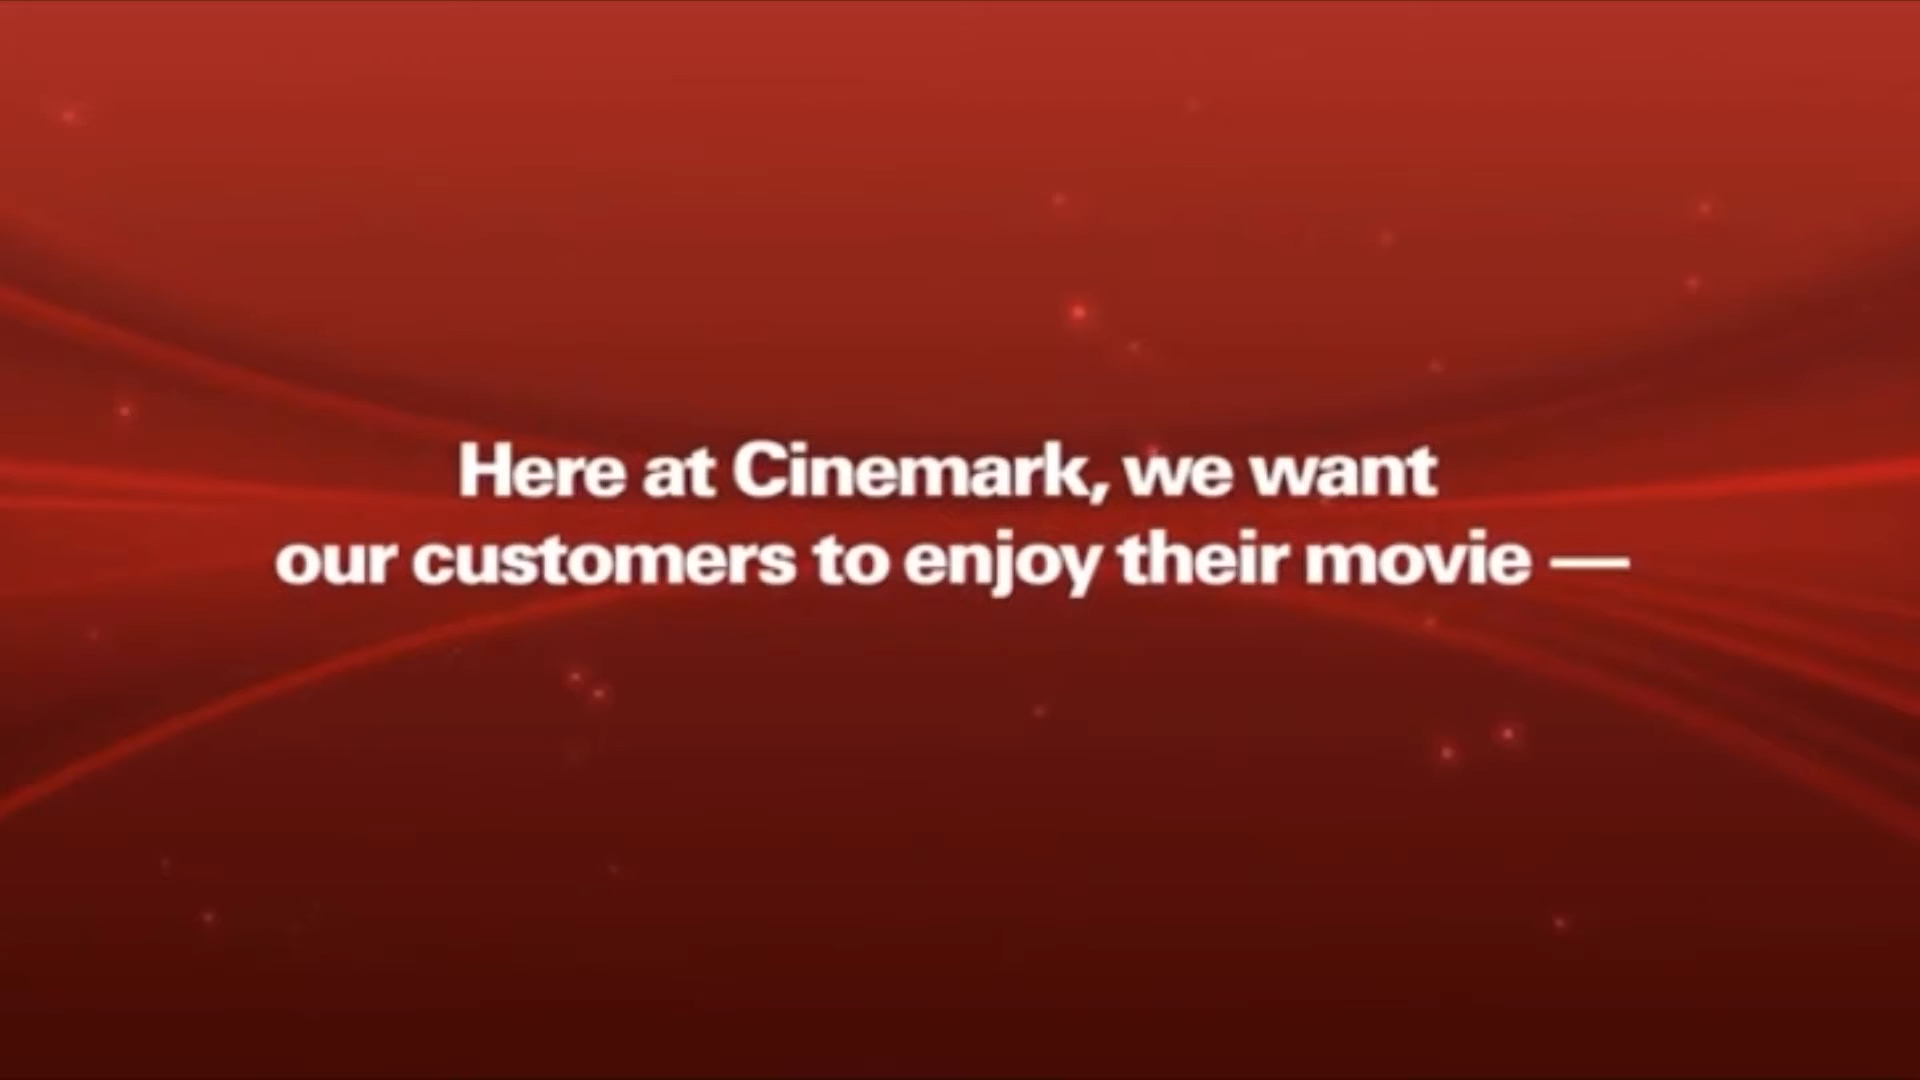 Here at Cinemark, we want
our customers to enjoy their movie —